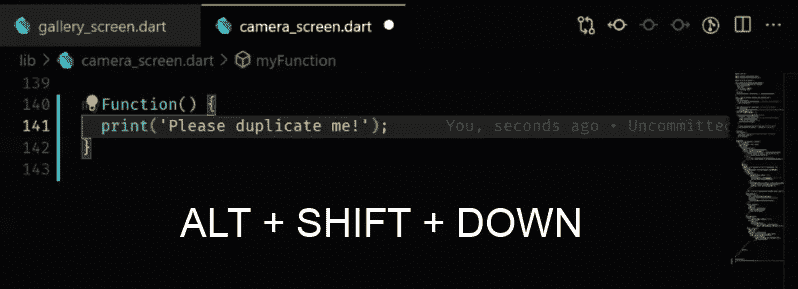 gallery_screen.dart
camera_screen.dart
lib > camera_screen.dart > myFunction
139
140 Function() {
141 print('Please duplicate me!'); You, seconds ago • Uncommitted
142 }
143
ALT + SHIFT + DOWN